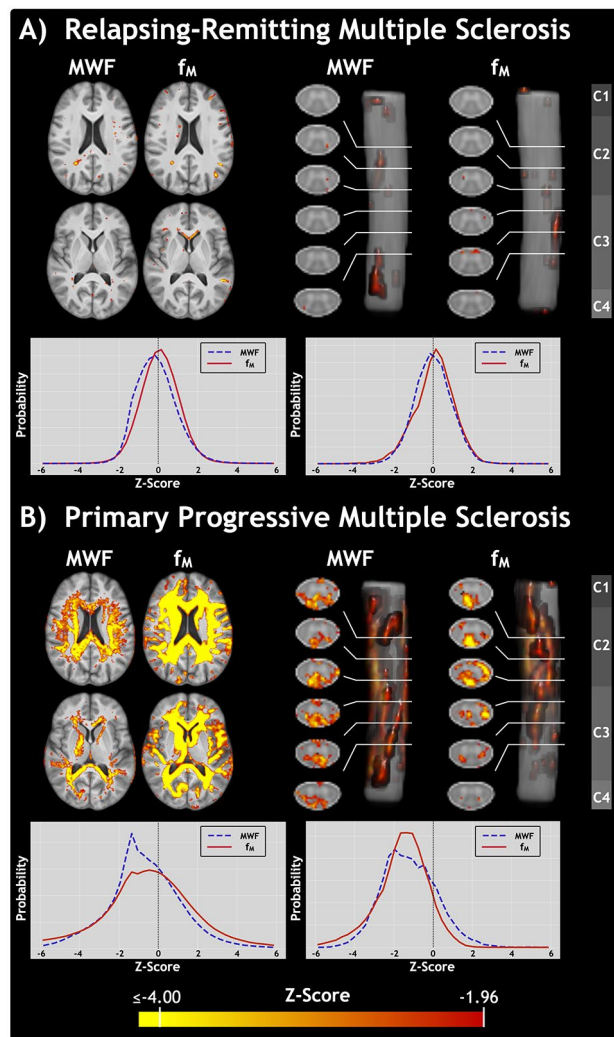 A) Relapsing-Remitting Multiple Sclerosis
MWF fM MWF fM
C1
C2
C3
C4
Probability
MWF
fM
-6 -4 -2 0 2 4 6
Z-Score
Probability
MWF
fM
-6 -4 -2 0 2 4 6
Z-Score
B) Primary Progressive Multiple Sclerosis
MWF fM MWF fM
C1
C2
C3
C4
Probability
MWF
fM
-6 -4 -2 0 2 4 6
Z-Score
Probability
MWF
fM
-6 -4 -2 0 2 4 6
Z-Score
≤-4.00 Z-Score -1.96